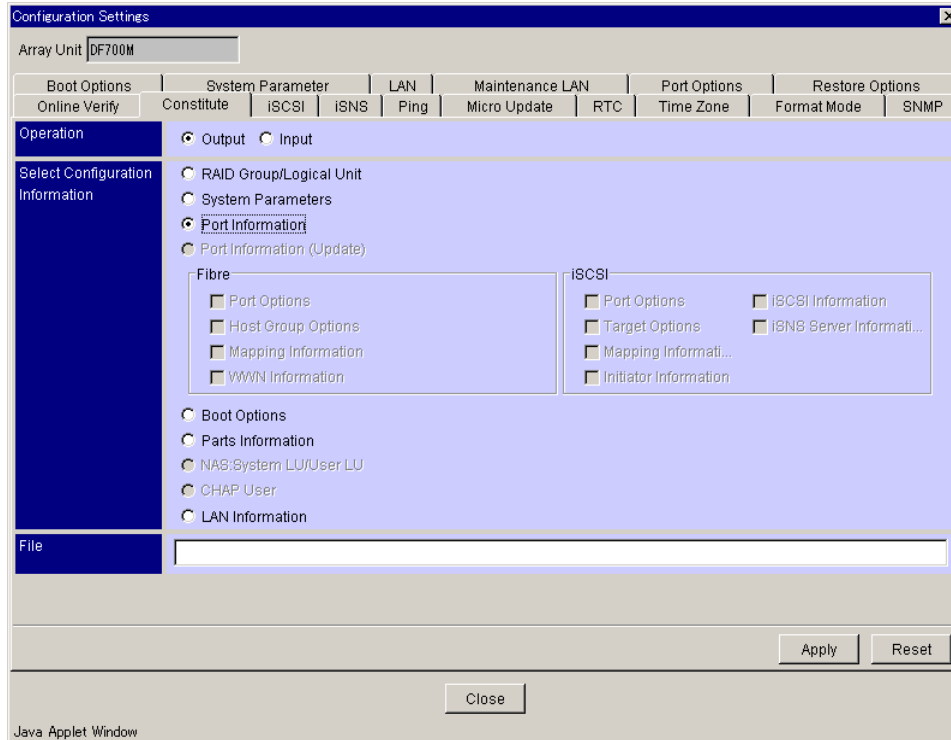 Configuration Settings
Array Unit DF700M
Boot Options System Parameter LAN Maintenance LAN Port Options Restore Options
Online Verify Constitute iSCSI iSNS Ping Micro Update RTC Time Zone Format Mode SNMP
Operation
Output Input
Select Configuration
Information
RAID Group/Logical Unit
System Parameters
Port Information
Port Information (Update)
Fibre
Port Options
Host Group Options
Mapping Information
WWN Information
iSCSI
Port Options iSCSI Information
Target Options iSNS Server Informati...
Mapping Informati...
Initiator Information
Boot Options
Parts Information
NAS:System LU/User LU
CHAP User
LAN Information
File
Apply Reset
Close
Java Applet Window